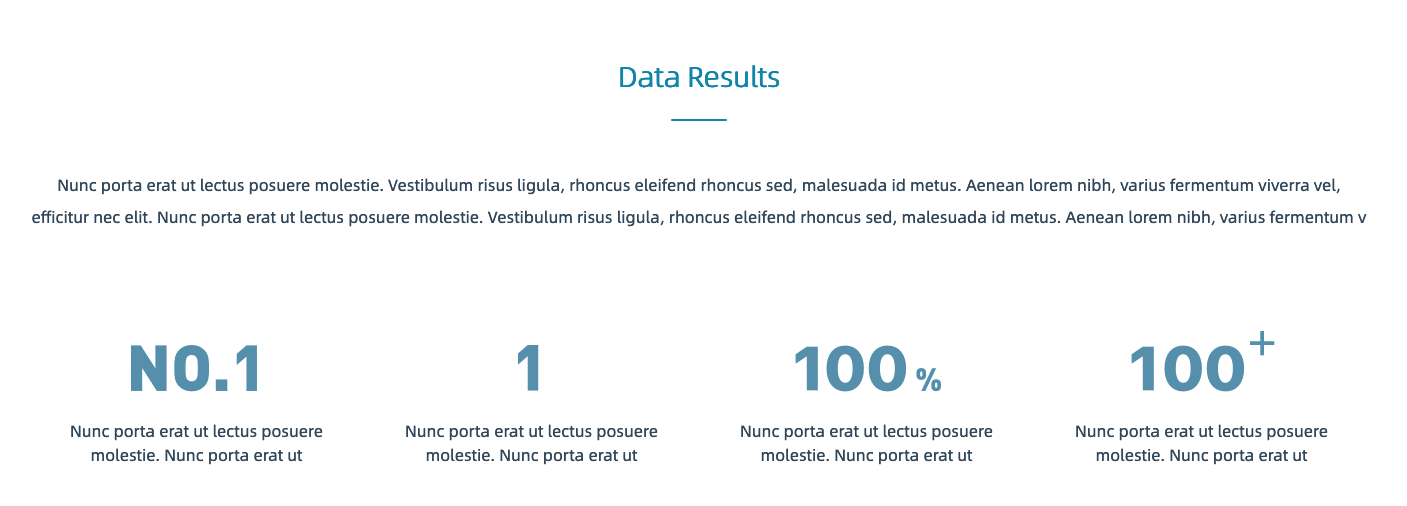 Data Results
Nunc porta erat ut lectus posuere molestie. Vestibulum risus ligula, rhoncus eleifend rhoncus sed, malesuada id metus. Aenean lorem nibh, varius fermentum viverra vel,
efficitur nec elit. Nunc porta erat ut lectus posuere molestie. Vestibulum risus ligula, rhoncus eleifend rhoncus sed, malesuada id metus. Aenean lorem nibh, varius fermentum v
NO.1
Nunc porta erat ut lectus posuere
molestie. Nunc porta erat ut
1
Nunc porta erat ut lectus posuere
molestie. Nunc porta erat ut
100 %
Nunc porta erat ut lectus posuere
molestie. Nunc porta erat ut
100+
Nunc porta erat ut lectus posuere
molestie. Nunc porta erat ut